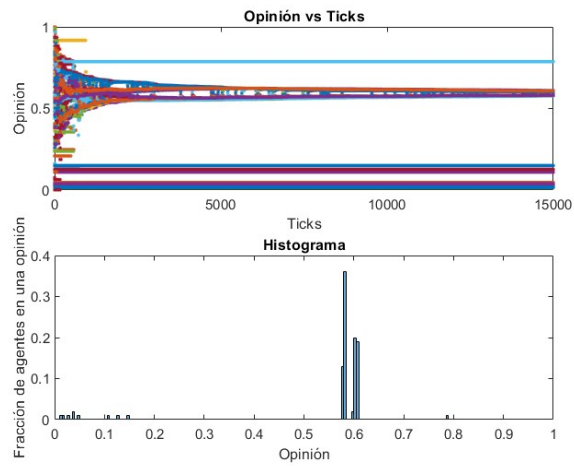 Opinión vs Ticks
1
0.5
0
Opinión
0 5000 10000 15000
Ticks
Histograma
0.4
0.3
0.2
0.1
0
Fracción de agentes en una opinión
0 0.1 0.2 0.3 0.4 0.5 0.6 0.7 0.8 0.9 1
Opinión